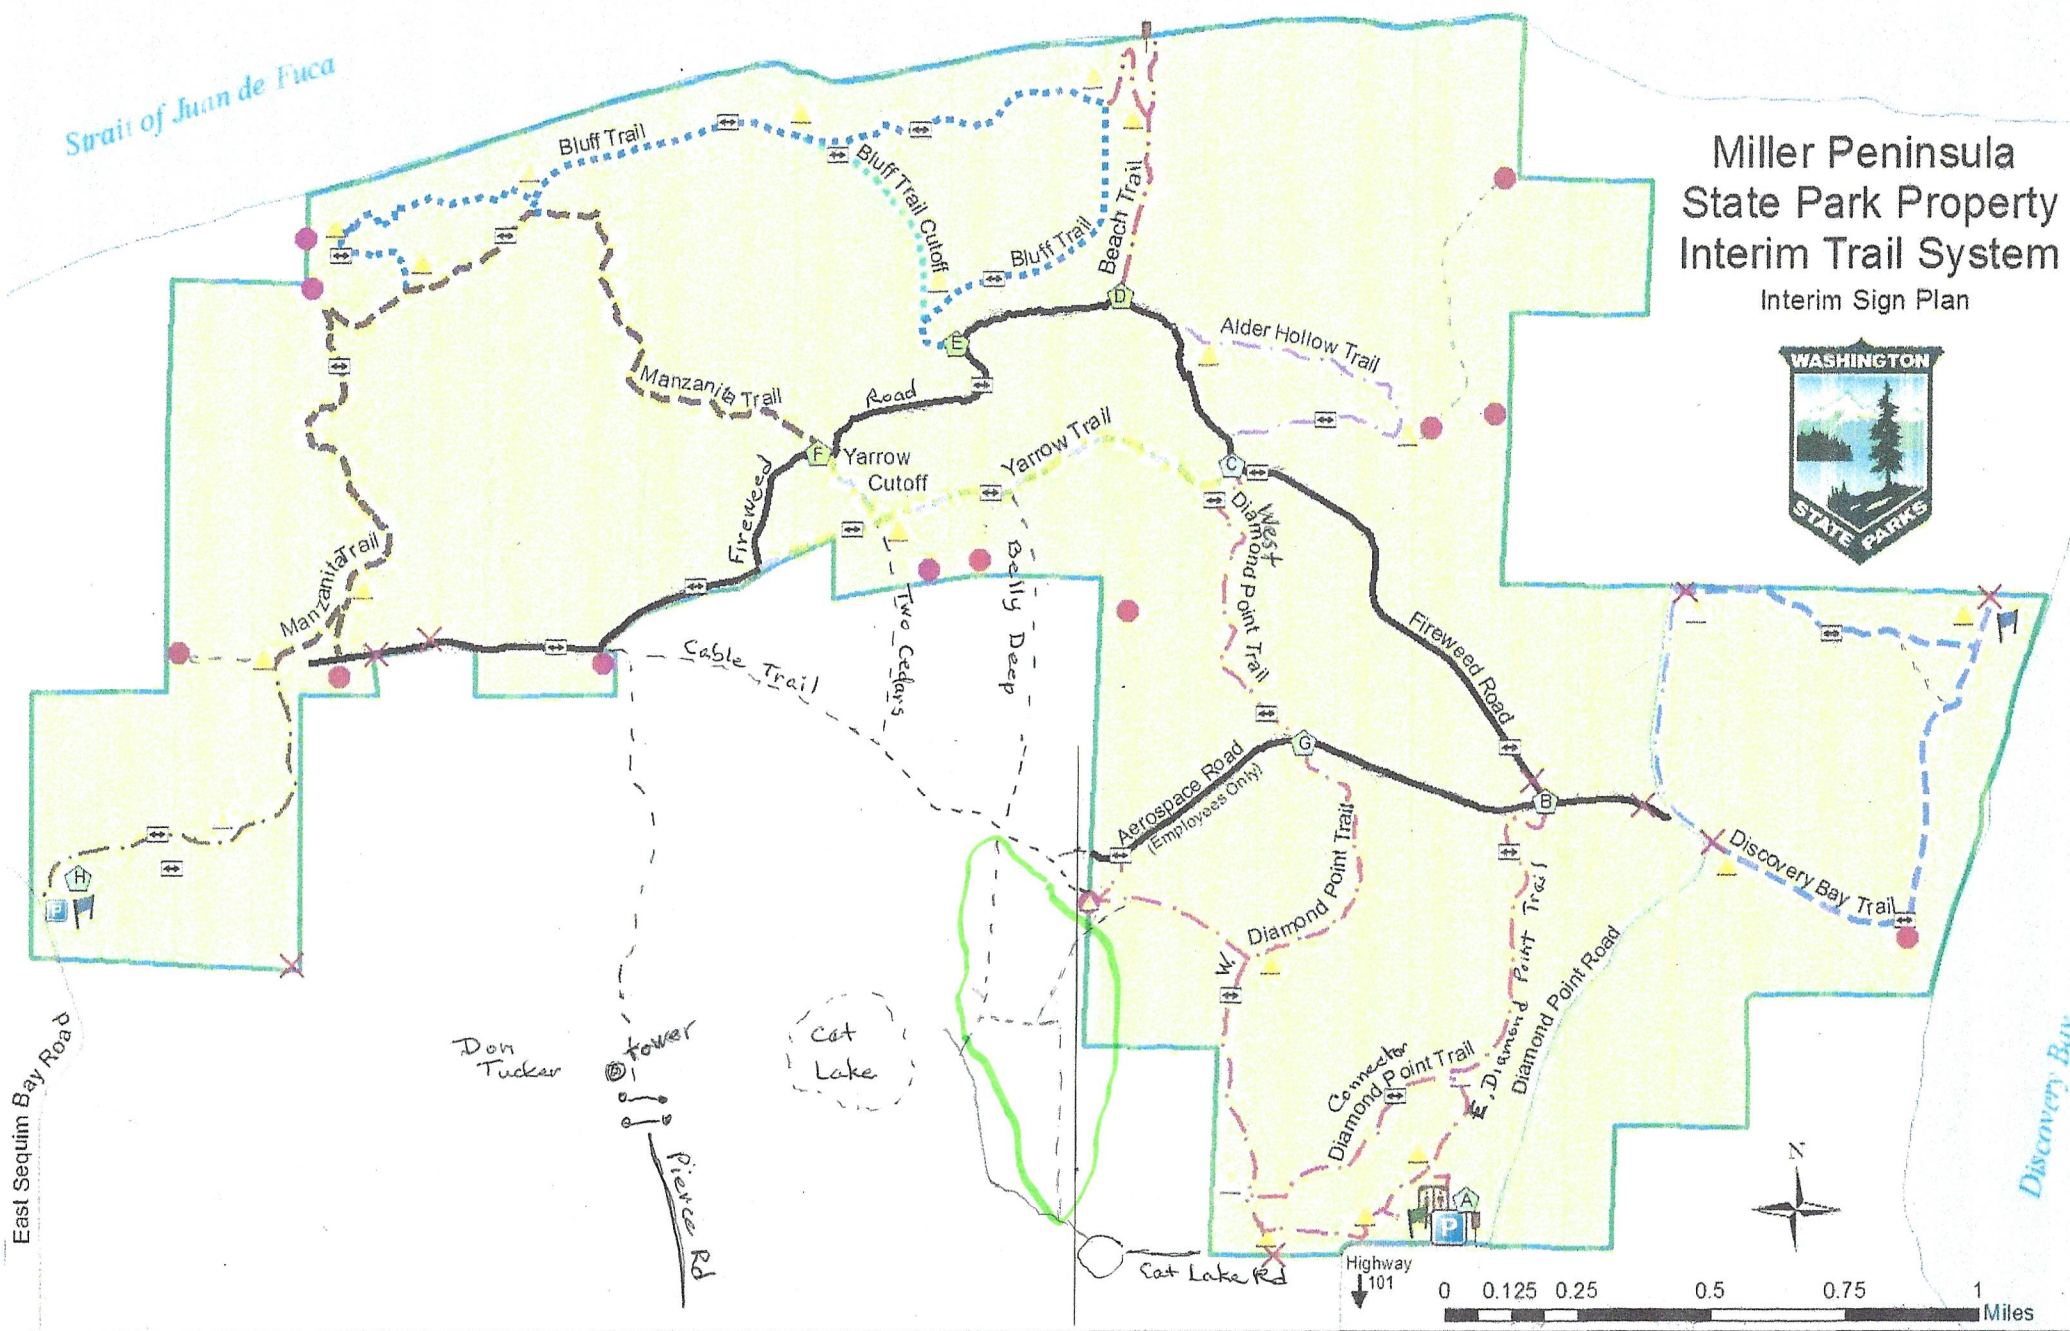 Strait of Juan de Fuca
Miller Peninsula
State Park Property
Interim Trail System
Interim Sign Plan
WASHINGTON
STATE PARKS
Bluff Trail
Bluff Trail Cutoff
Bluff Trail
Beach Trail
D
Alder Hollow Trail
E
Manzanita Trail
Road
F
Yarrow
Cutoff
Yarrow Trail
C
West
Diamond Point Trail
Fireweed
Manzanita Trail
Two Cedars
Belly Deep
Cable Trail
Fireweed Road
G
B
Aerospace Road
(Employees Only)
Diamond Point Trail
W.
Discovery Bay Trail
H
P
East Sequim Bay Road
Don
Tucker
tower
Cat
Lake
Pierce Rd
Connector
Diamond Point Trail
E. Diamond Point Trail
Diamond Point Road
Discovery Bay
A
P
Cat Lake Rd
Highway
101
N
0 0.125 0.25 0.5 0.75 1
Miles